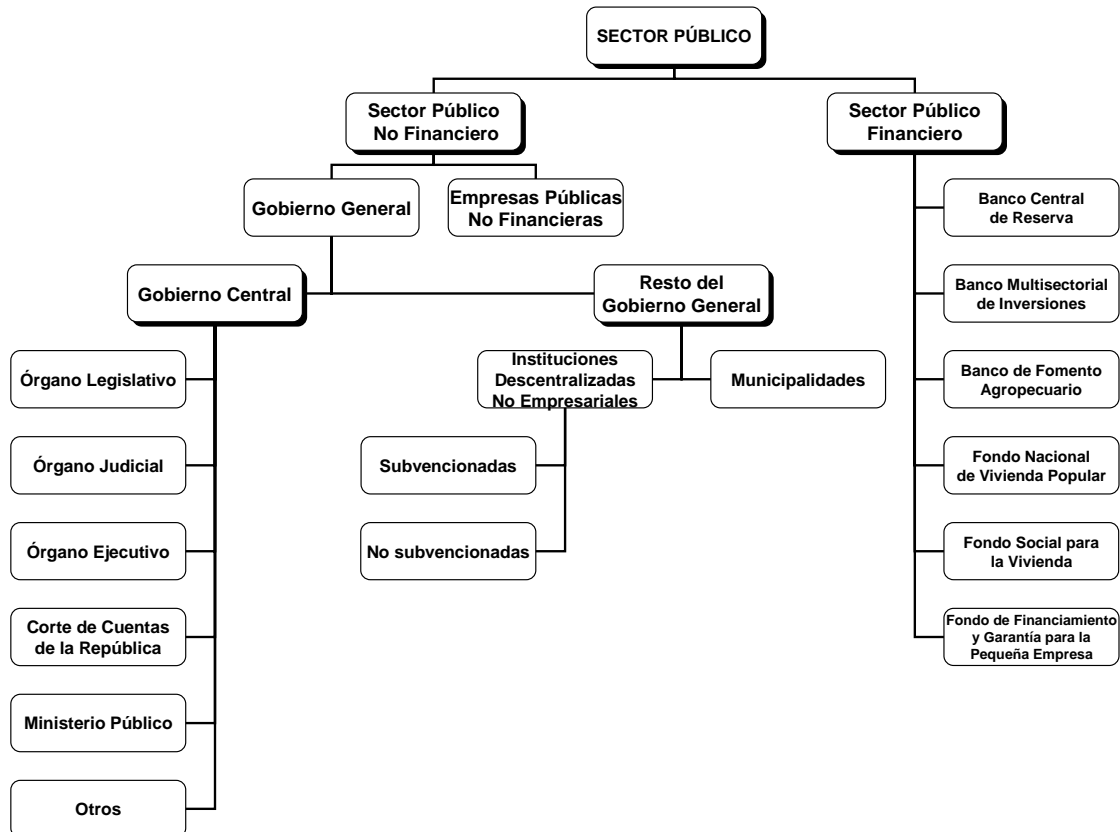 SECTOR PÚBLICO
Sector Público
No Financiero
Sector Público
Financiero
Gobierno General
Empresas Públicas
No Financieras
Banco Central
de Reserva
Gobierno Central
Resto del
Gobierno General
Banco Multisectorial
de Inversiones
Órgano Legislativo
Instituciones
Descentralizadas
No Empresariales
Municipalidades
Banco de Fomento
Agropecuario
Órgano Judicial
Subvencionadas
Fondo Nacional
de Vivienda Popular
Órgano Ejecutivo
No subvencionadas
Fondo Social para
la Vivienda
Corte de Cuentas
de la República
Fondo de Financiamiento
y Garantía para la
Pequeña Empresa
Ministerio Público
Otros